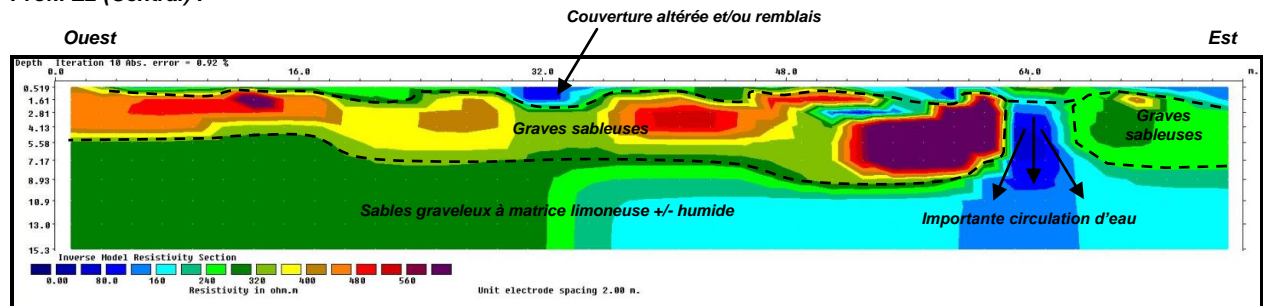 Couverture altérée et/ou remblais
Ouest
Est
Depth Iteration 10 Abs. error = 0.92 %
0.0 16.0 32.0 48.0 64.0 m.
0.519
1.61
2.81
4.13
5.58
7.17
8.93
10.9
13.0
15.3
Graves sableuses
Graves
sableuses
Sables graveleux à matrice limoneuse +/- humide
Importante circulation d'eau
Inverse Model Resistivity Section
0.00 80.0 160 240 320 400 480 560
Resistivity in ohm.m
Unit electrode spacing 2.00 m.